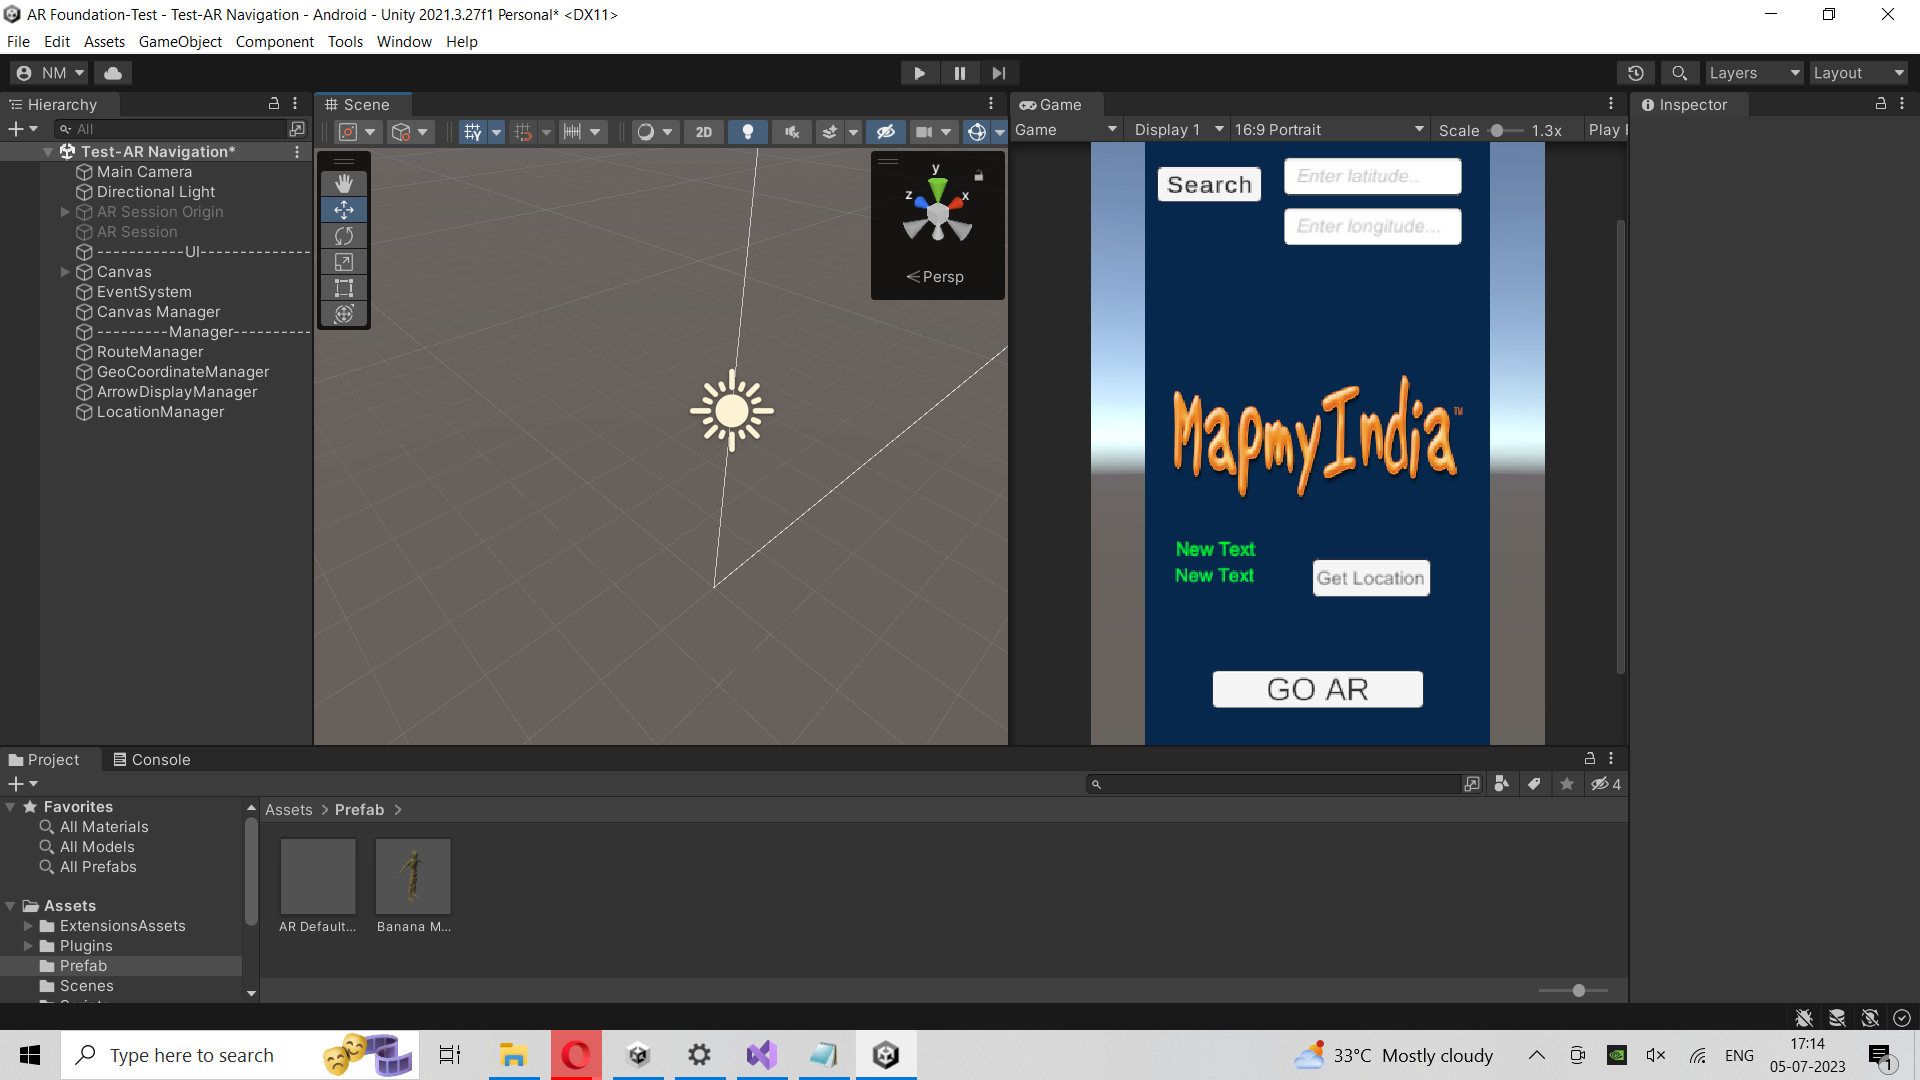 AR Foundation-Test - Test-AR Navigation - Android - Unity 2021.3.27f1 Personal* <DX11>
File Edit Assets GameObject Component Tools Window Help
NM
Layers Layout
Hierarchy
All
Test-AR Navigation*
Main Camera
Directional Light
AR Session Origin
AR Session
-----------UI--------------
Canvas
EventSystem
Canvas Manager
---------Manager----------
RouteManager
GeoCoordinateManager
ArrowDisplayManager
LocationManager
Scene
2D
y
z
x
Persp
Game
Game Display 1 16:9 Portrait Scale 1.3x Play
Search
Enter latitude..
Enter longitude...
MapmyIndia™
New Text
New Text
Get Location
GO AR
Inspector
Project Console
4
Favorites
All Materials
All Models
All Prefabs
Assets
ExtensionsAssets
Plugins
Prefab
Scenes
Assets > Prefab >
AR Default...
Banana M...
Type here to search
33°C Mostly cloudy
ENG
17:14
05-07-2023
1